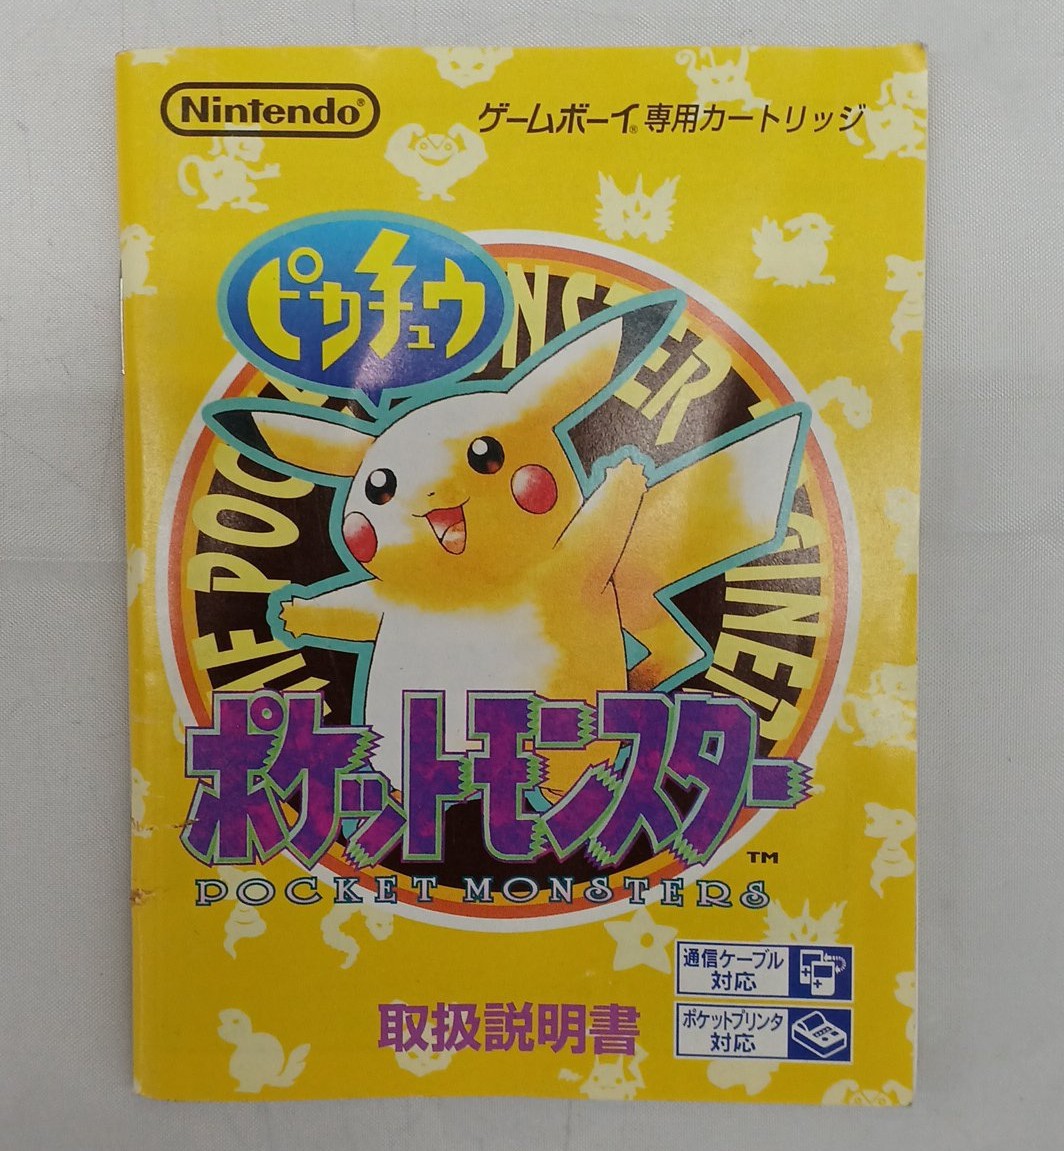 Nintendo®
ゲームボーイ®専用カートリッジ
ピカチュウ
ポケットモンスター
TM
POCKET MONSTERS
通信ケーブル
対応
ポケットプリンタ
対応
取扱説明書